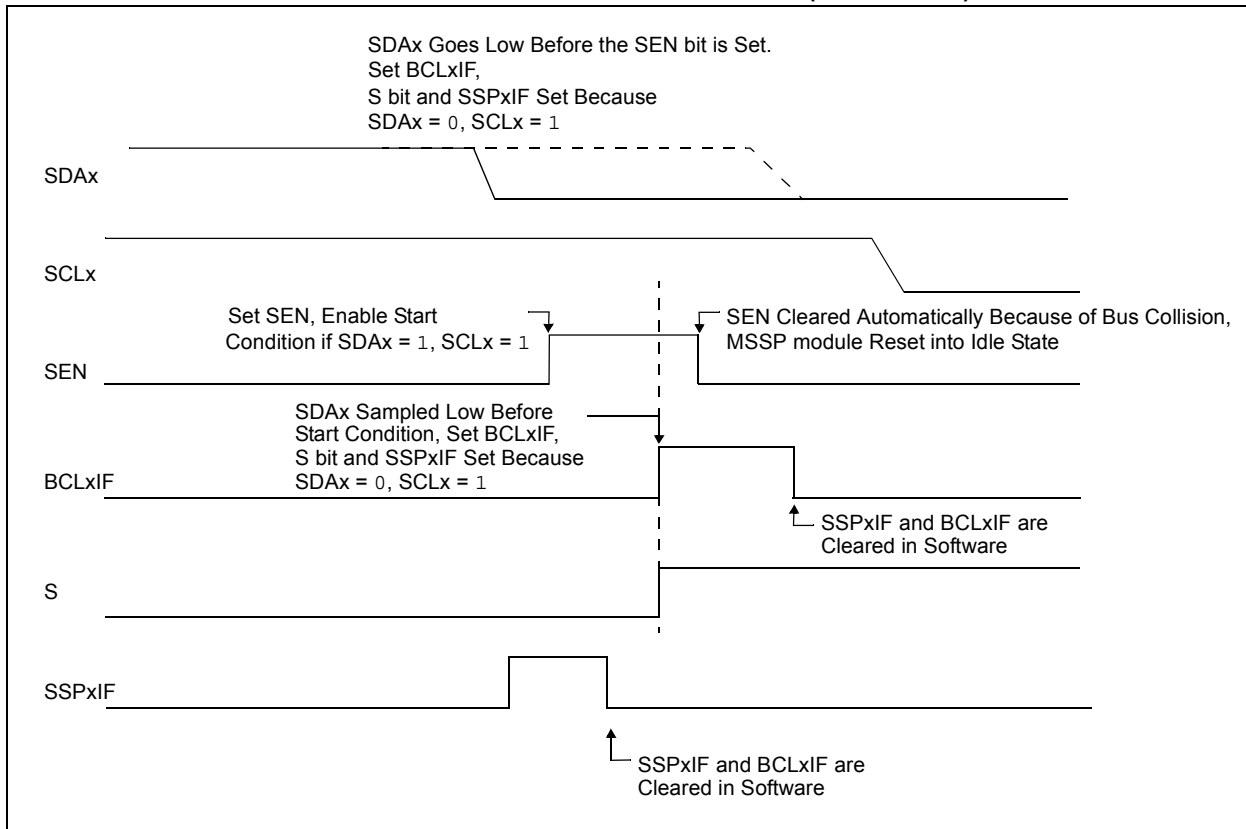 SDAx Goes Low Before the SEN bit is Set.
Set BCLxIF,
S bit and SSPxIF Set Because
SDAx = 0, SCLx = 1
SDAx
SCLx
Set SEN, Enable Start
Condition if SDAx = 1, SCLx = 1
SEN Cleared Automatically Because of Bus Collision,
MSSP module Reset into Idle State
SEN
SDAx Sampled Low Before
Start Condition, Set BCLxIF,
S bit and SSPxIF Set Because
SDAx = 0, SCLx = 1
BCLxIF
SSPxIF and BCLxIF are
Cleared in Software
S
SSPxIF
SSPxIF and BCLxIF are
Cleared in Software